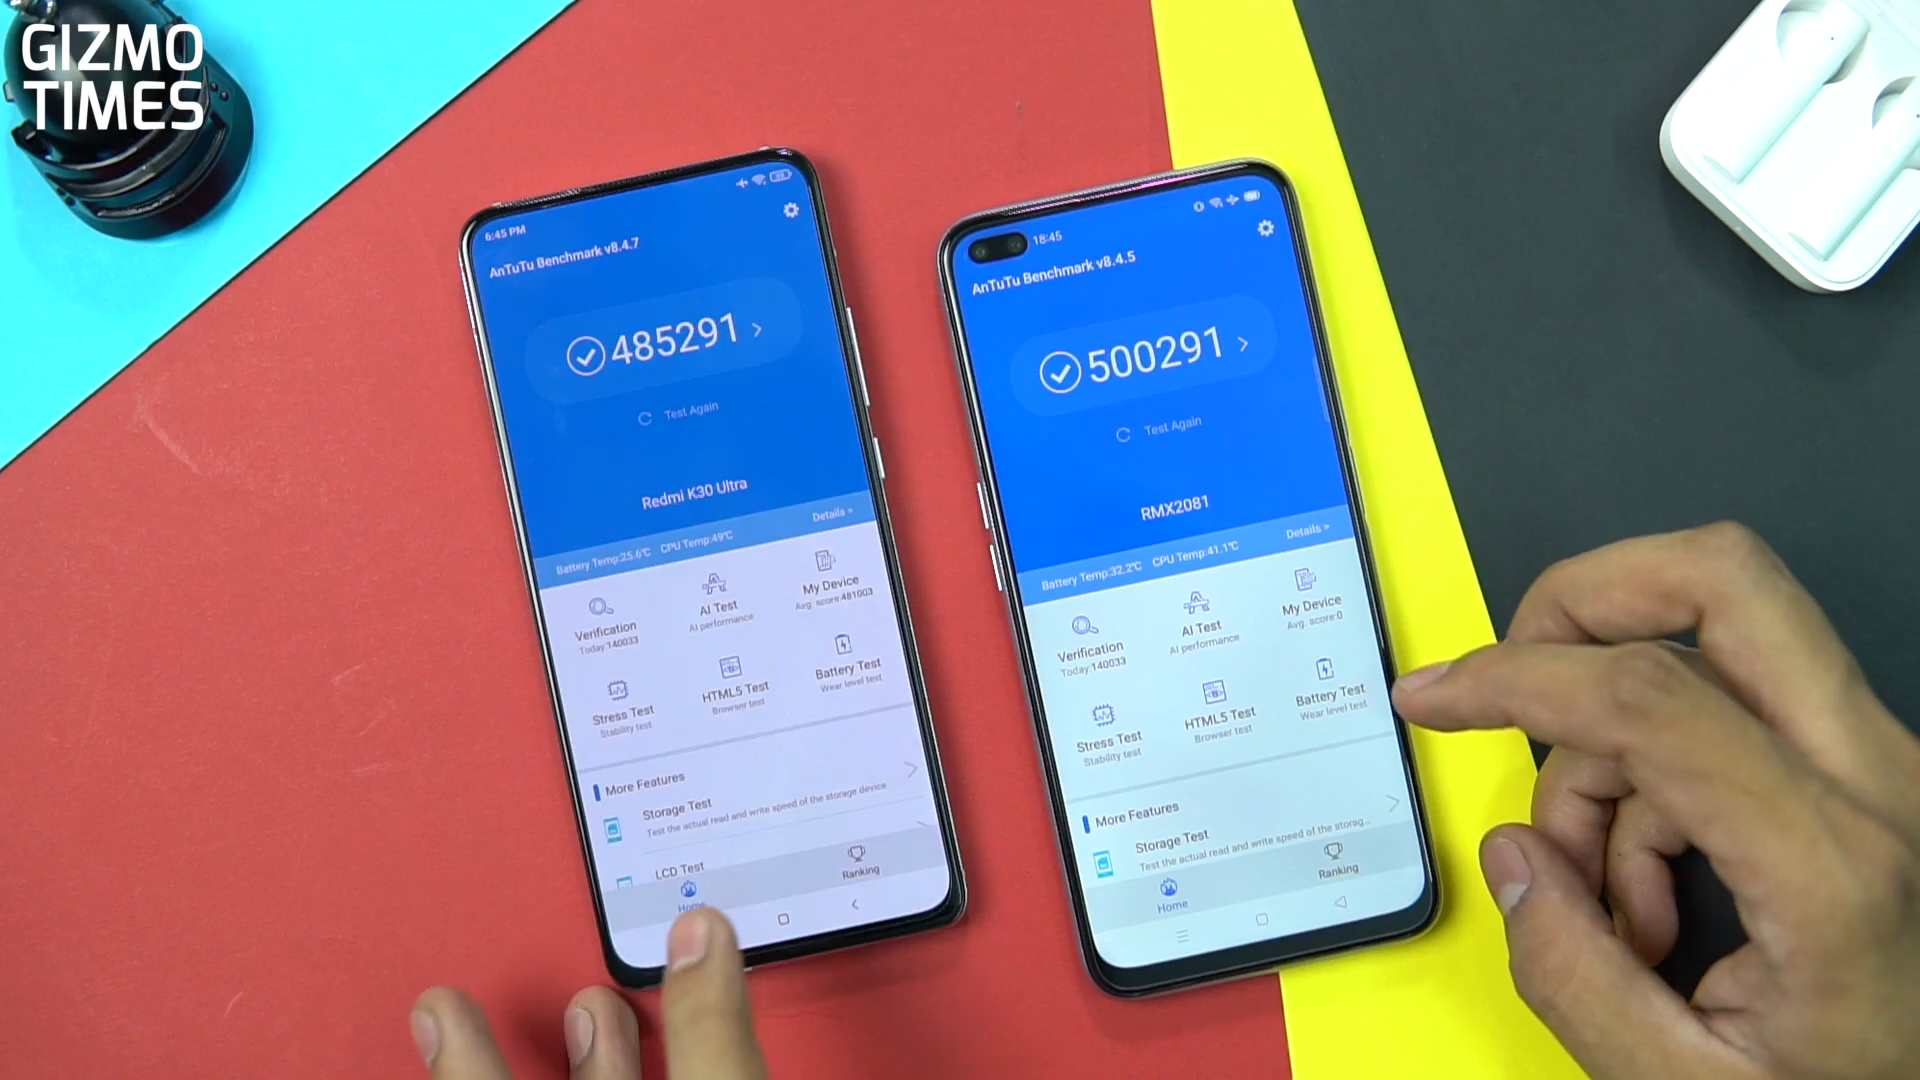 GIZMO
TIMES
6:45 PM
AnTuTu Benchmark v8.4.7
485291
Test Again
Redmi K30 Ultra
Battery Temp:25.6℃ CPU Temp:49℃ Details >
Verification
Today:140033
AI Test
AI performance
My Device
Avg. score:481003
Stress Test
Stability test
HTML5 Test
Browser test
Battery Test
Wear level test
More Features
Storage Test
Test the actual read and write speed of the storage device
LCD Test
Home
Ranking
18:45
AnTuTu Benchmark v8.4.5
500291
Test Again
RMX2081
Battery Temp:32.2℃ CPU Temp:41.1℃ Details >
Verification
Today:140033
AI Test
AI performance
My Device
Avg. score:0
Stress Test
Stability test
HTML5 Test
Browser test
Battery Test
Wear level test
More Features
Storage Test
Test the actual read and write speed of the storag...
Home
Ranking